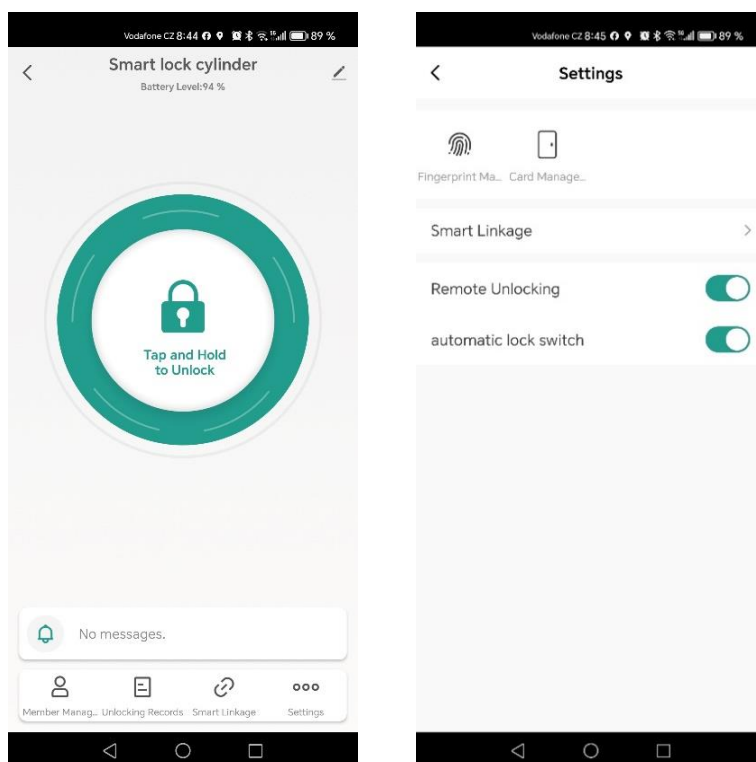 Vodafone CZ 8:44 89 %
Smart lock cylinder
Battery Level:94 %
Tap and Hold
to Unlock
No messages.
Member Manag... Unlocking Records Smart Linkage Settings
Vodafone CZ 8:45 89 %
Settings
Fingerprint Ma... Card Manage...
Smart Linkage
Remote Unlocking
automatic lock switch